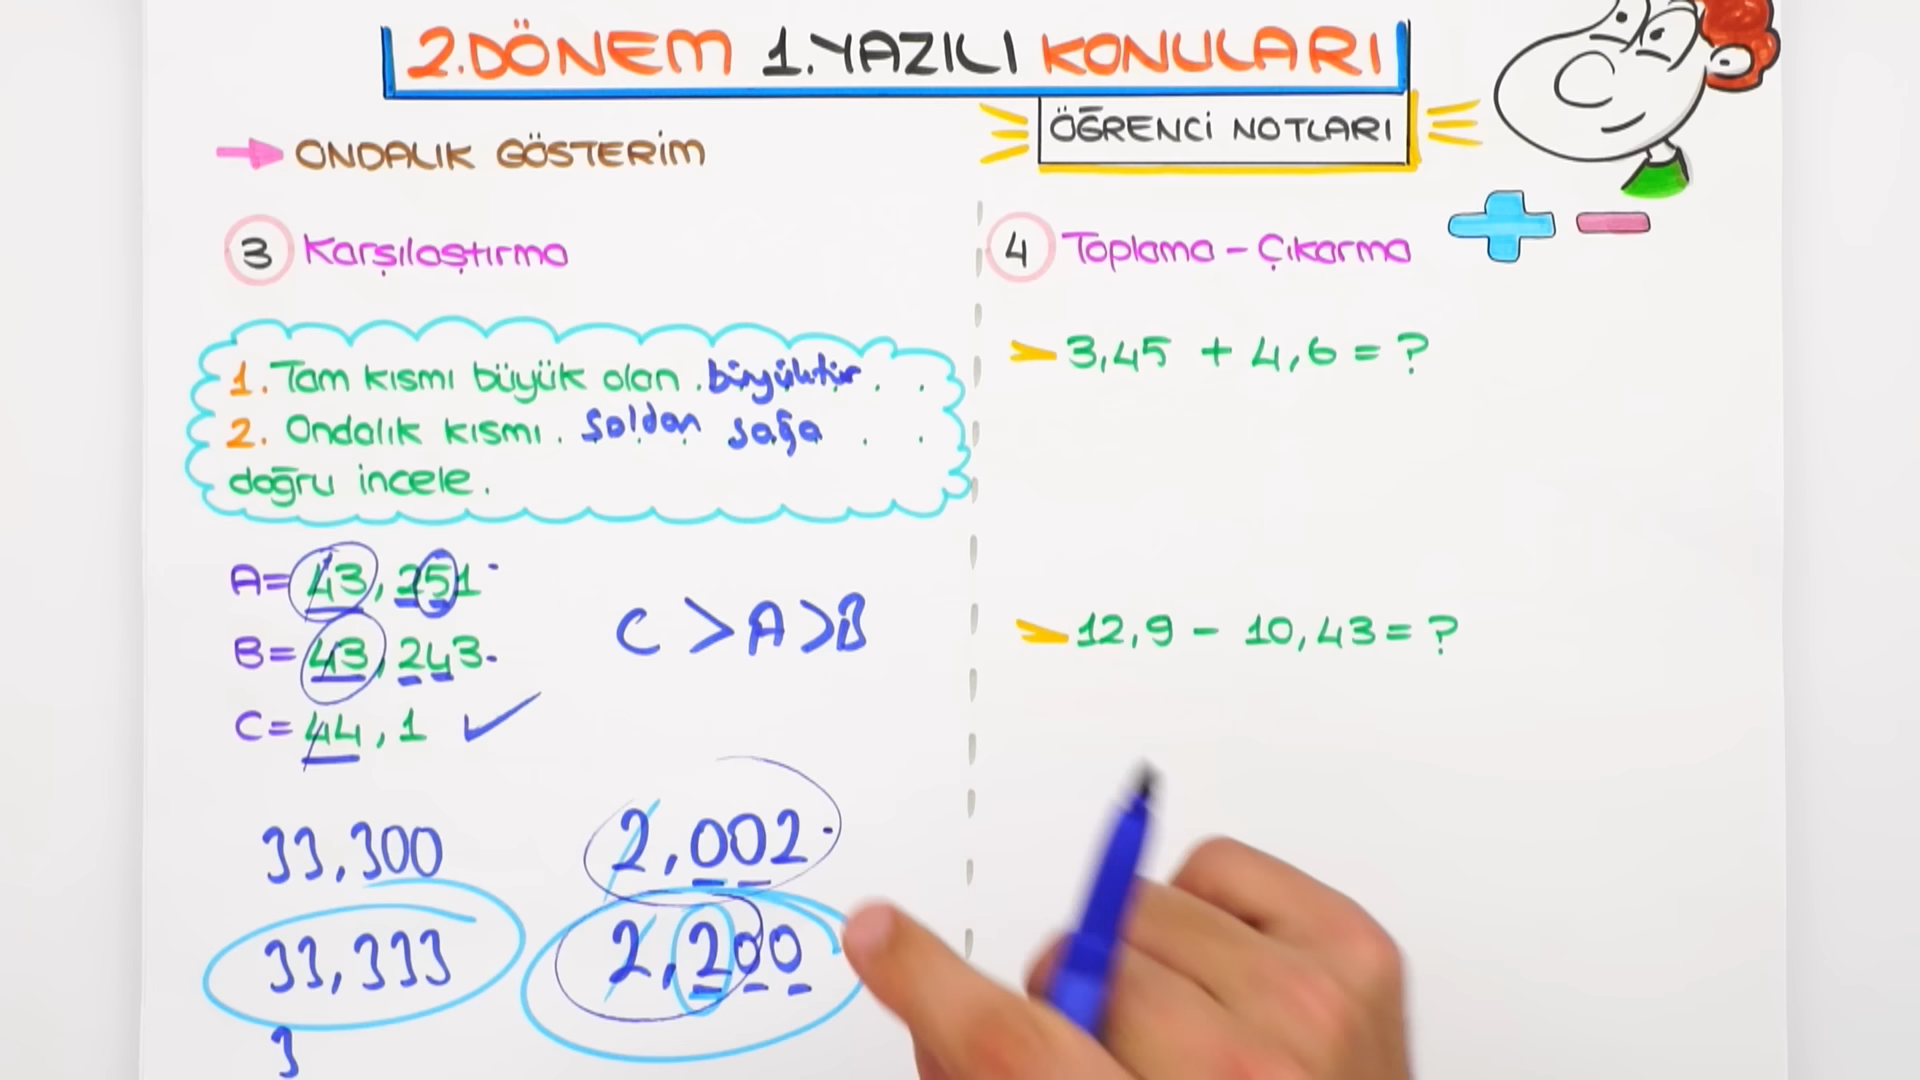 2.DÖNEM 1.YAZILI KONULARI
ÖĞRENCİ NOTLARI
ONDALIK GÖSTERİM
3 Karşılaştırma
1. Tam kısmı büyük olan büyüktür . .
2. Ondalık kısmı . soldan sağa . .
doğru incele .
A= 43, 251
B= 43, 243
C= 44, 1
C > A > B
33,300
33,333
3
2,002
2,200
4 Toplama - Çıkarma
3,45 + 4,6 = ?
12,9 - 10,43 = ?